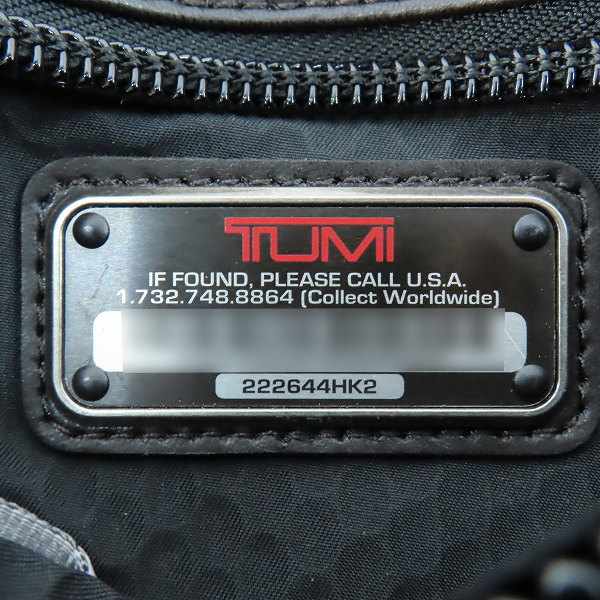 TUMI
IF FOUND, PLEASE CALL U.S.A.
1.732.748.8864 (Collect Worldwide)
222644HK2